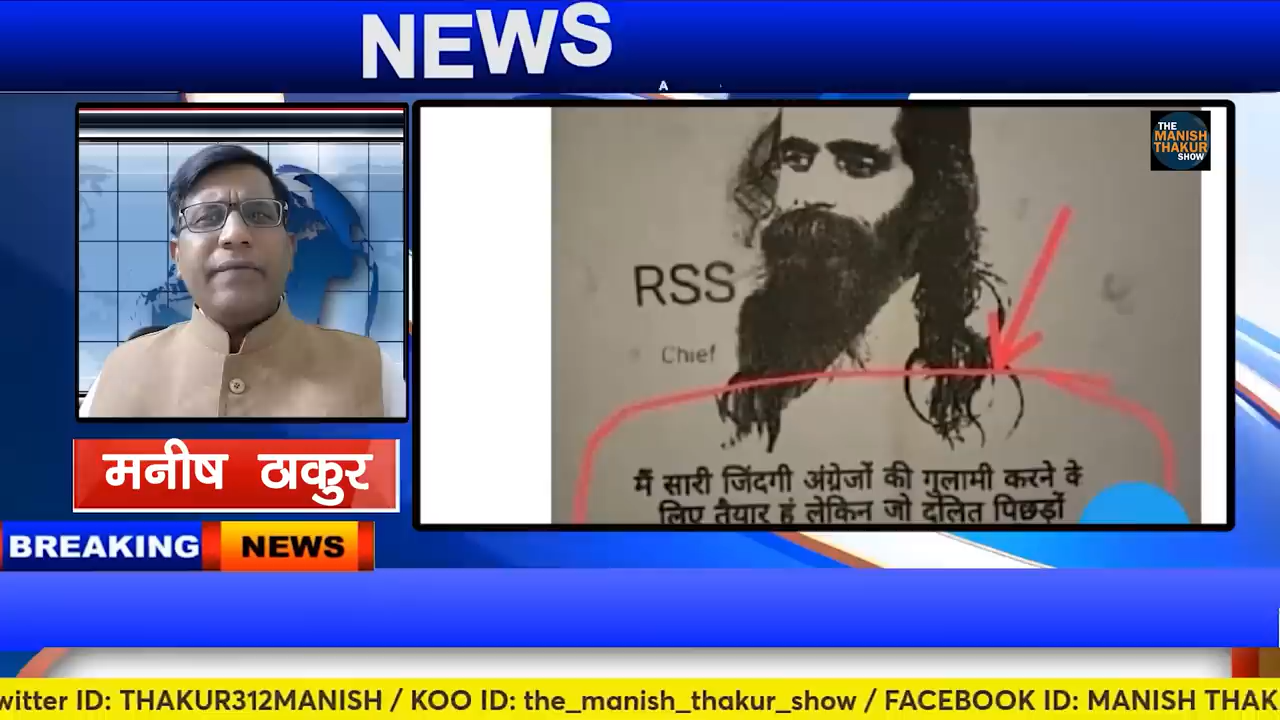 NEWS
A
THE
MANISH
THAKUR
SHOW
RSS
Chief
मैं सारी जिंदगी अंग्रेजों की गुलामी करने के
लिए तैयार हूं लेकिन जो दलित पिछड़ों
मनीष ठाकुर
BREAKING NEWS
witter ID: THAKUR312MANISH / KOO ID: the_manish_thakur_show / FACEBOOK ID: MANISH THAK